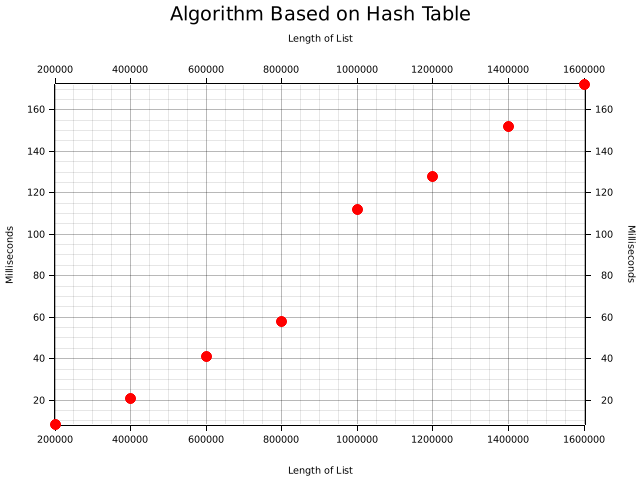 Algorithm Based on Hash Table
Length of List
200000 400000 600000 800000 1000000 1200000 1400000 1600000
160 160
140 140
120 120
100 100
Milliseconds Milliseconds
80 80
60 60
40 40
20 20
200000 400000 600000 800000 1000000 1200000 1400000 1600000
Length of List